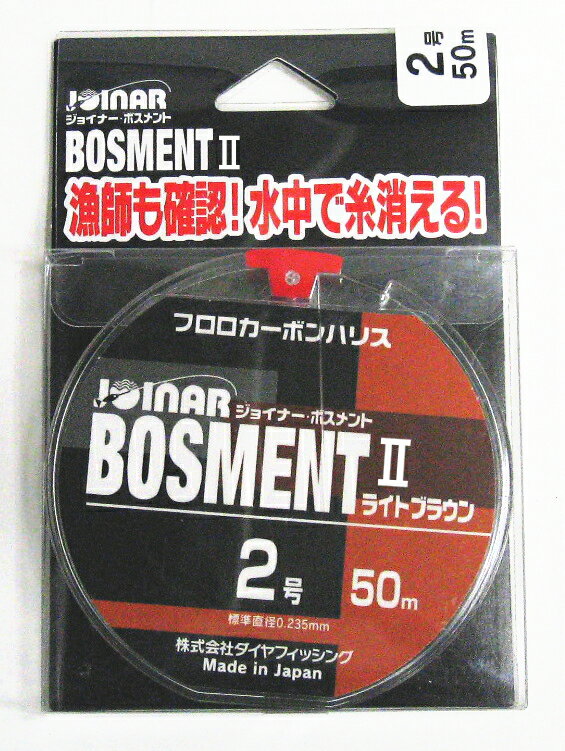 2号
50m
JOINAR
ジョイナー・ボスメント
BOSMENT II
漁師も確認!水中で糸消える!
フロロカーボンハリス
JOINAR
ジョイナー・ボスメント
BOSMENT II
ライトブラウン
2号 50m
標準直径0.235mm
株式会社ダイヤフィッシング
Made in Japan